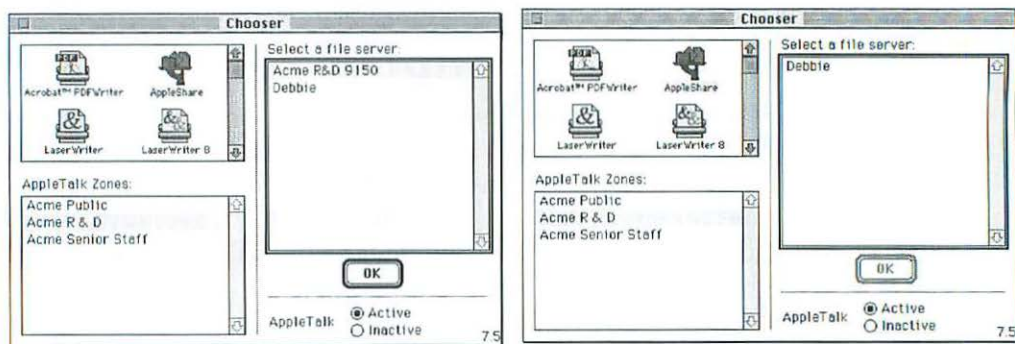 Chooser
Acrobat™ PDFWriter
AppleShare
LaserWriter
LaserWriter 8
AppleTalk Zones:
Acme Public
Acme R & D
Acme Senior Staff
Select a file server:
Acme R&D 9150
Debbie
OK
AppleTalk
Active
Inactive
7.5
Chooser
Acrobat™ PDFWriter
AppleShare
LaserWriter
LaserWriter 8
AppleTalk Zones:
Acme Public
Acme R & D
Acme Senior Staff
Select a file server:
Debbie
OK
AppleTalk
Active
Inactive
7.5